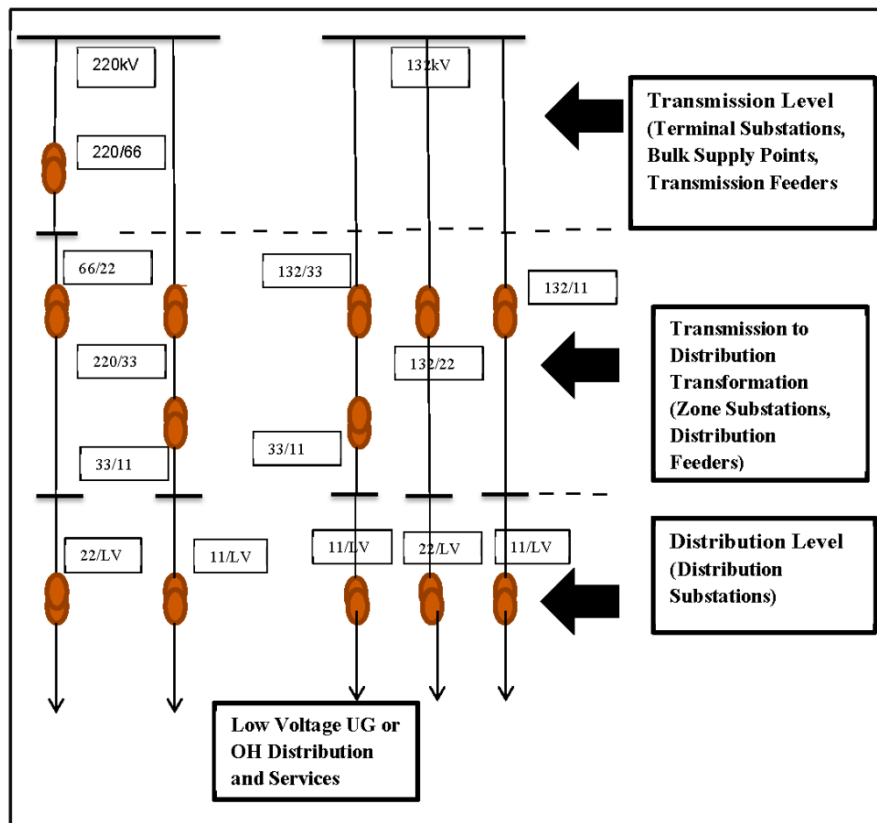 220kV
132kV
Transmission Level
(Terminal Substations,
Bulk Supply Points,
Transmission Feeders
220/66
66/22
132/33
132/11
Transmission to
Distribution
Transformation
(Zone Substations,
Distribution
Feeders)
220/33
132/22
33/11
33/11
22/LV
11/LV
11/LV
22/LV
11/LV
Distribution Level
(Distribution
Substations)
Low Voltage UG or
OH Distribution
and Services